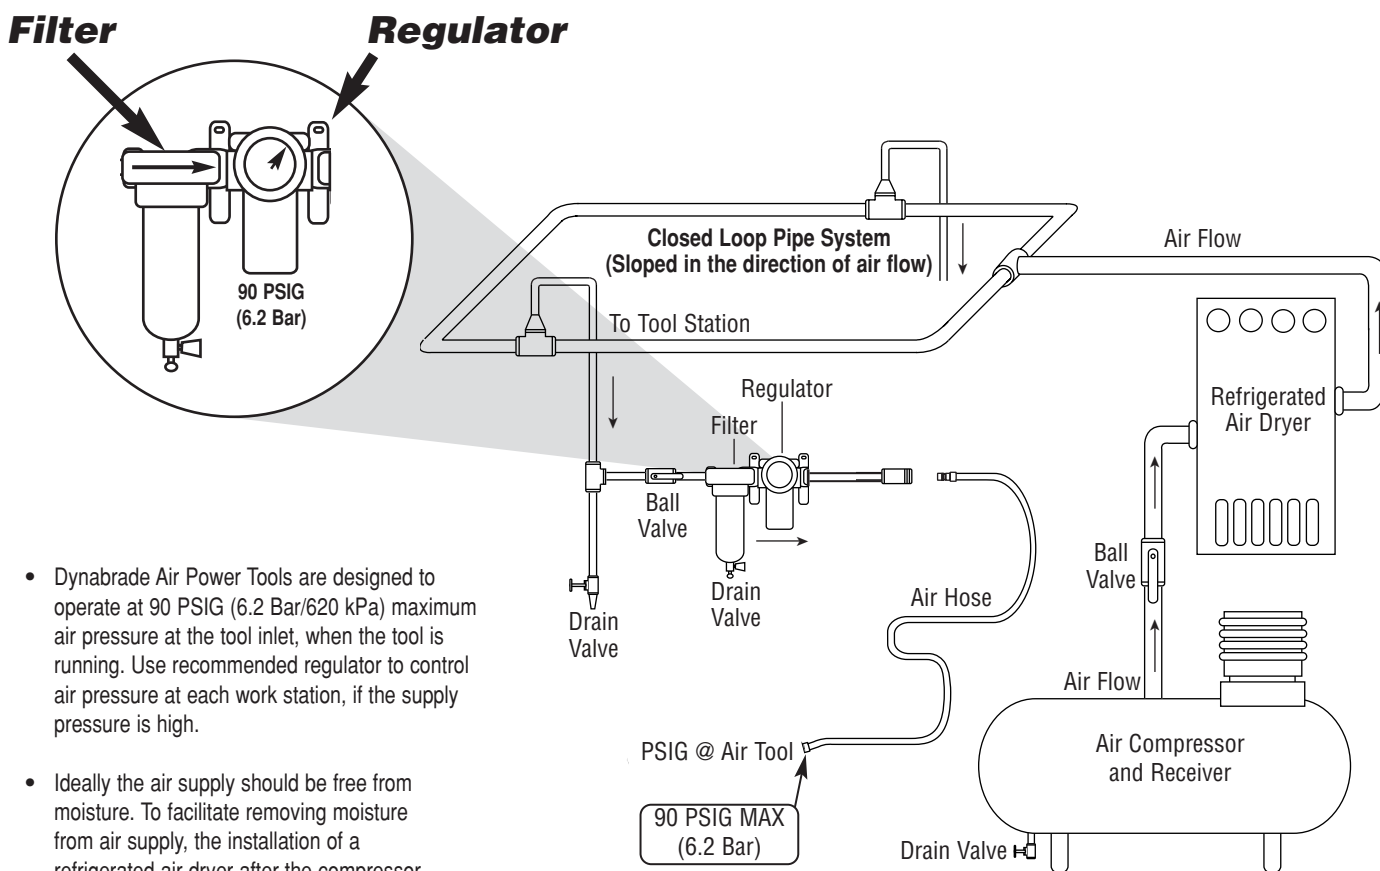 Filter
Regulator
90 PSIG
(6.2 Bar)
Closed Loop Pipe System
(Sloped in the direction of air flow)
Air Flow
To Tool Station
Refrigerated
Air Dryer
Regulator
Filter
Ball
Valve
Drain
Valve
Drain
Valve
Air Hose
Ball
Valve
Air Flow
Air Compressor
and Receiver
Drain Valve
PSIG @ Air Tool
90 PSIG MAX
(6.2 Bar)
• Dynabrade Air Power Tools are designed to
operate at 90 PSIG (6.2 Bar/620 kPa) maximum
air pressure at the tool inlet, when the tool is
running. Use recommended regulator to control
air pressure at each work station, if the supply
pressure is high.
• Ideally the air supply should be free from
moisture. To facilitate removing moisture
from air supply, the installation of a
refrigerated air dryer after the compressor